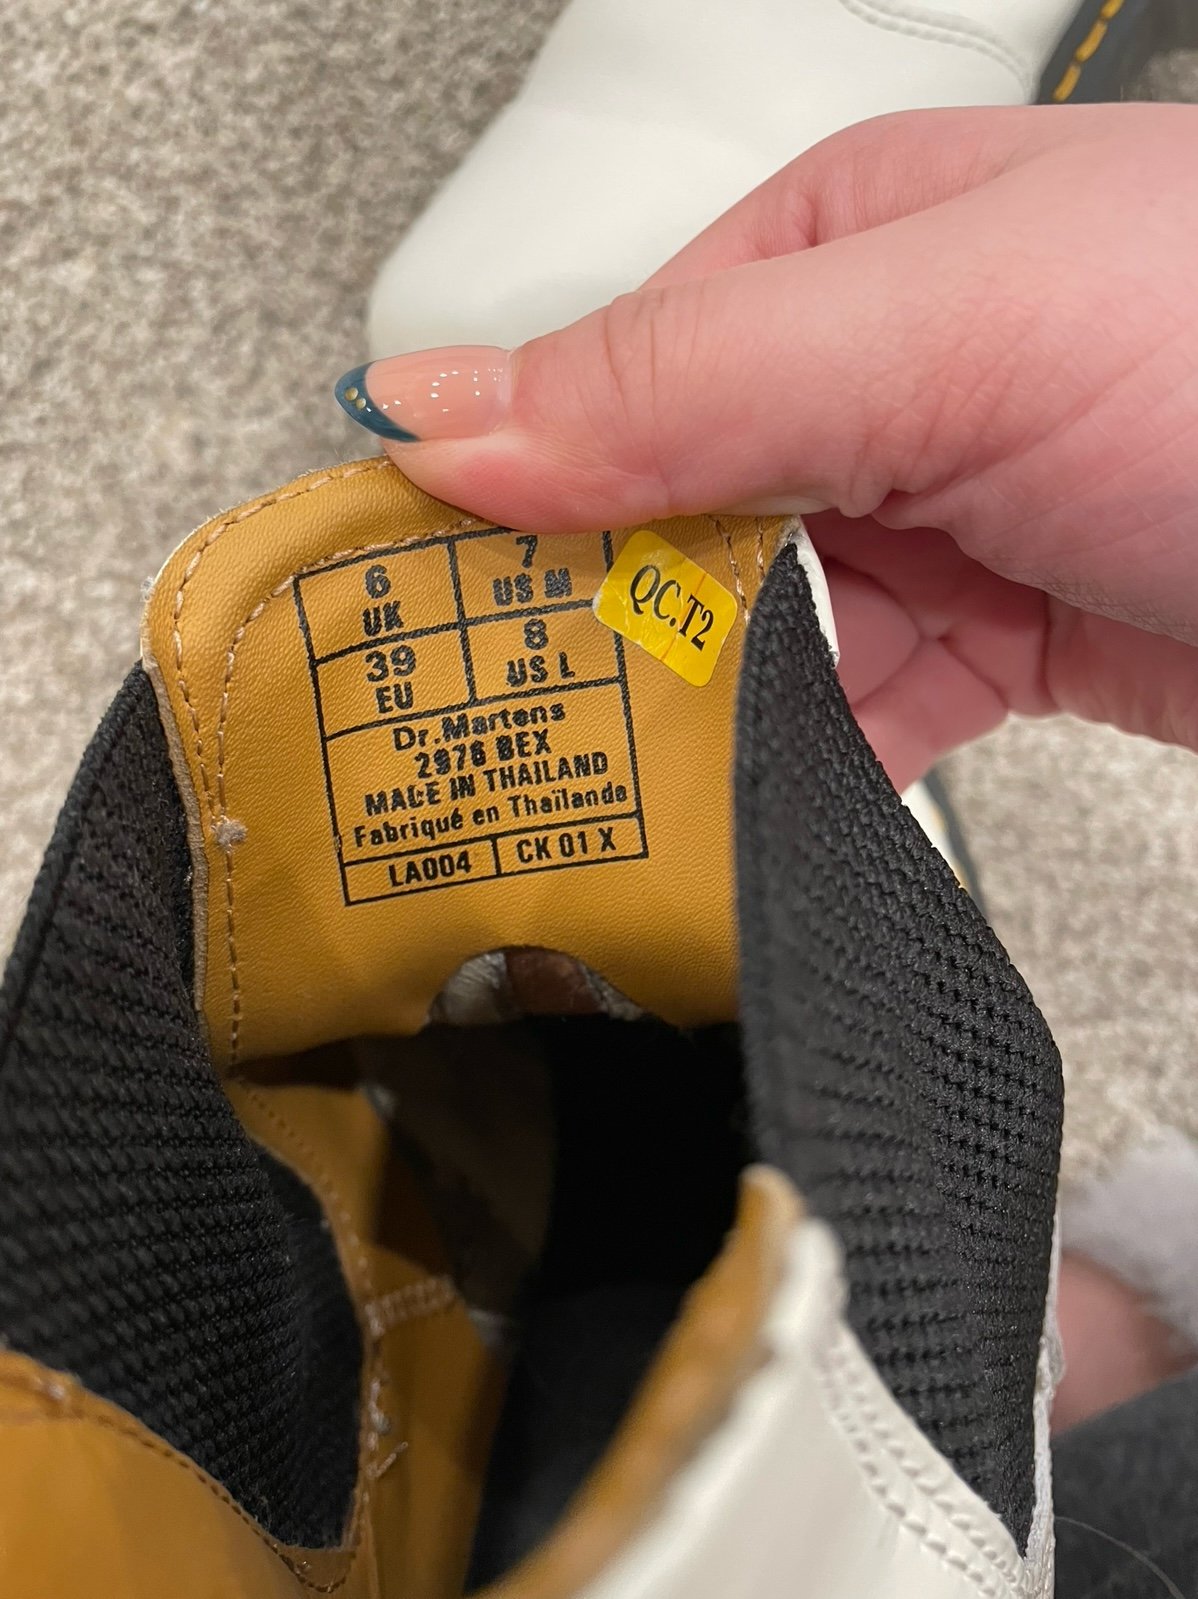 6
UK
7
US M
39
EU
8
US L
QC.T2
Dr.Martens
2976 BEX
MADE IN THAILAND
Fabriqué en Thaïlande
LA004
CK 01 X